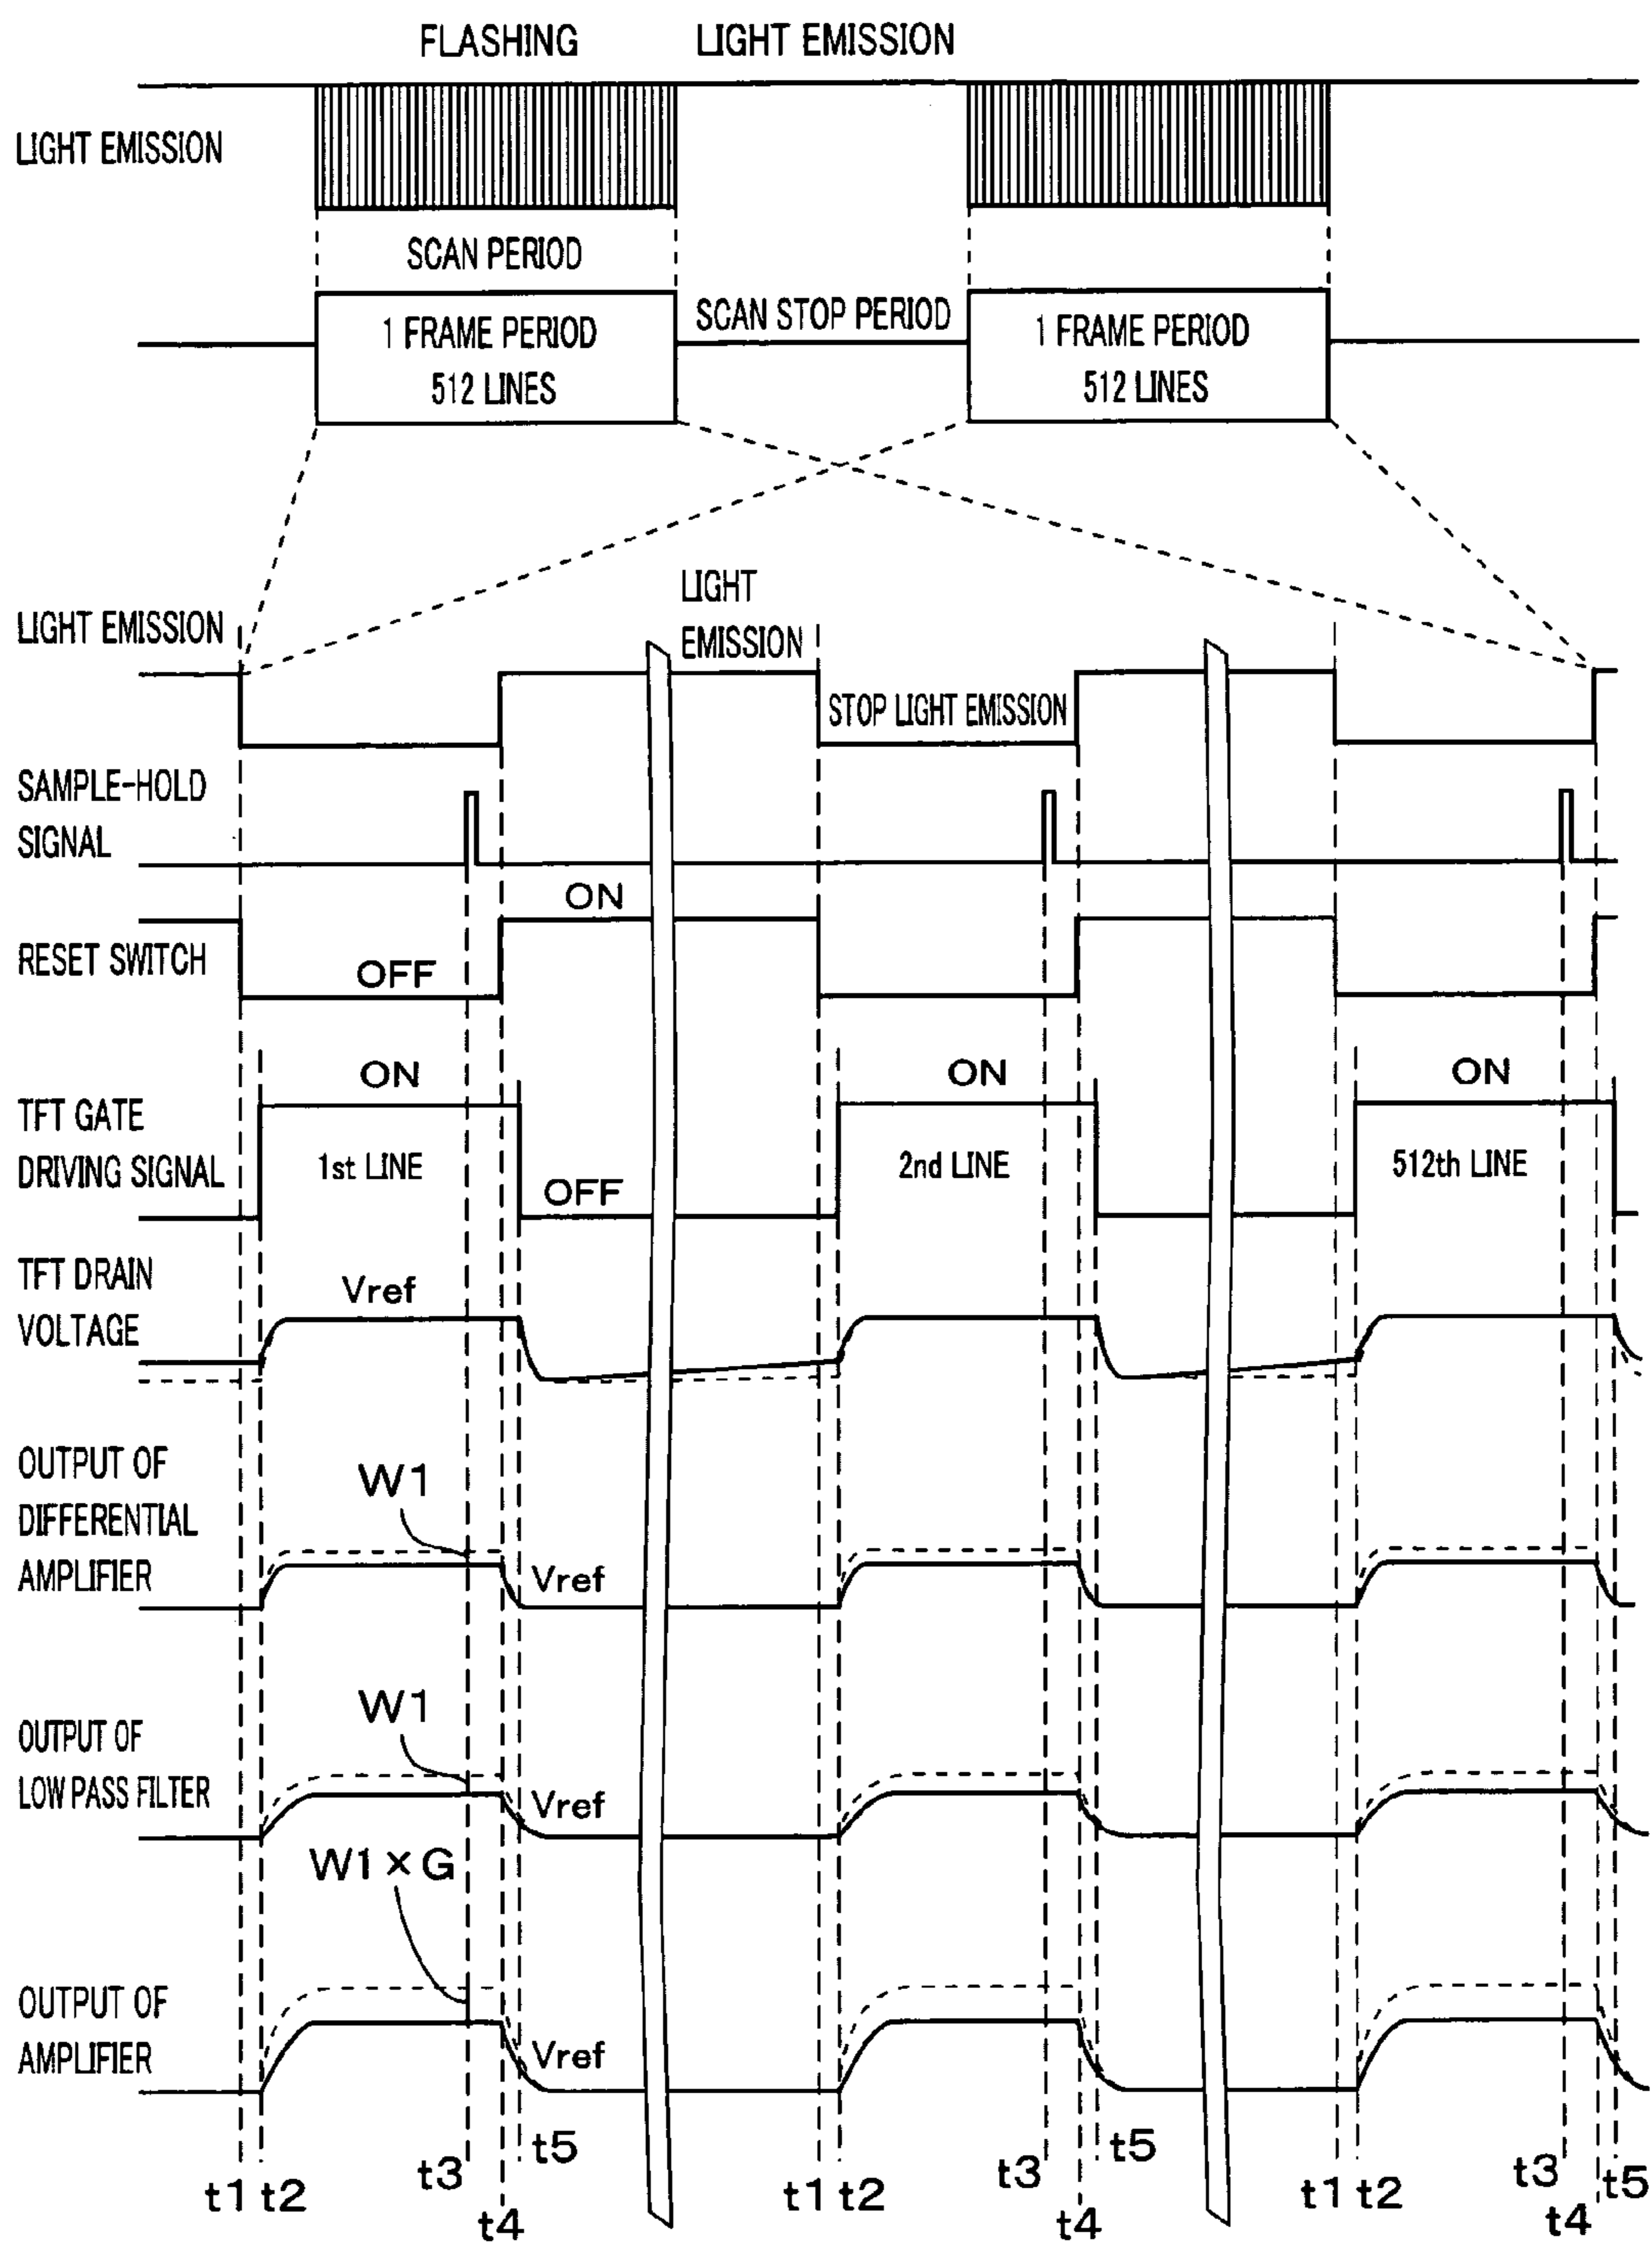 FLASHING
LIGHT EMISSION
LIGHT EMISSION
SCAN PERIOD
1 FRAME PERIOD
512 LINES
SCAN STOP PERIOD
1 FRAME PERIOD
512 LINES
LIGHT EMISSION
LIGHT
EMISSION
STOP LIGHT EMISSION
SAMPLE-HOLD
SIGNAL
ON
RESET SWITCH
OFF
TFT GATE
DRIVING SIGNAL
ON
1st LINE
OFF
ON
2nd LINE
ON
512th LINE
TFT DRAIN
VOLTAGE
Vref
OUTPUT OF
DIFFERENTIAL
AMPLIFIER
W1
Vref
OUTPUT OF
LOW PASS FILTER
W1
Vref
W1×G
OUTPUT OF
AMPLIFIER
Vref
t1 t2 t3 t4 t5
t1 t2 t3 t4 t5
t1 t2 t3 t4 t5